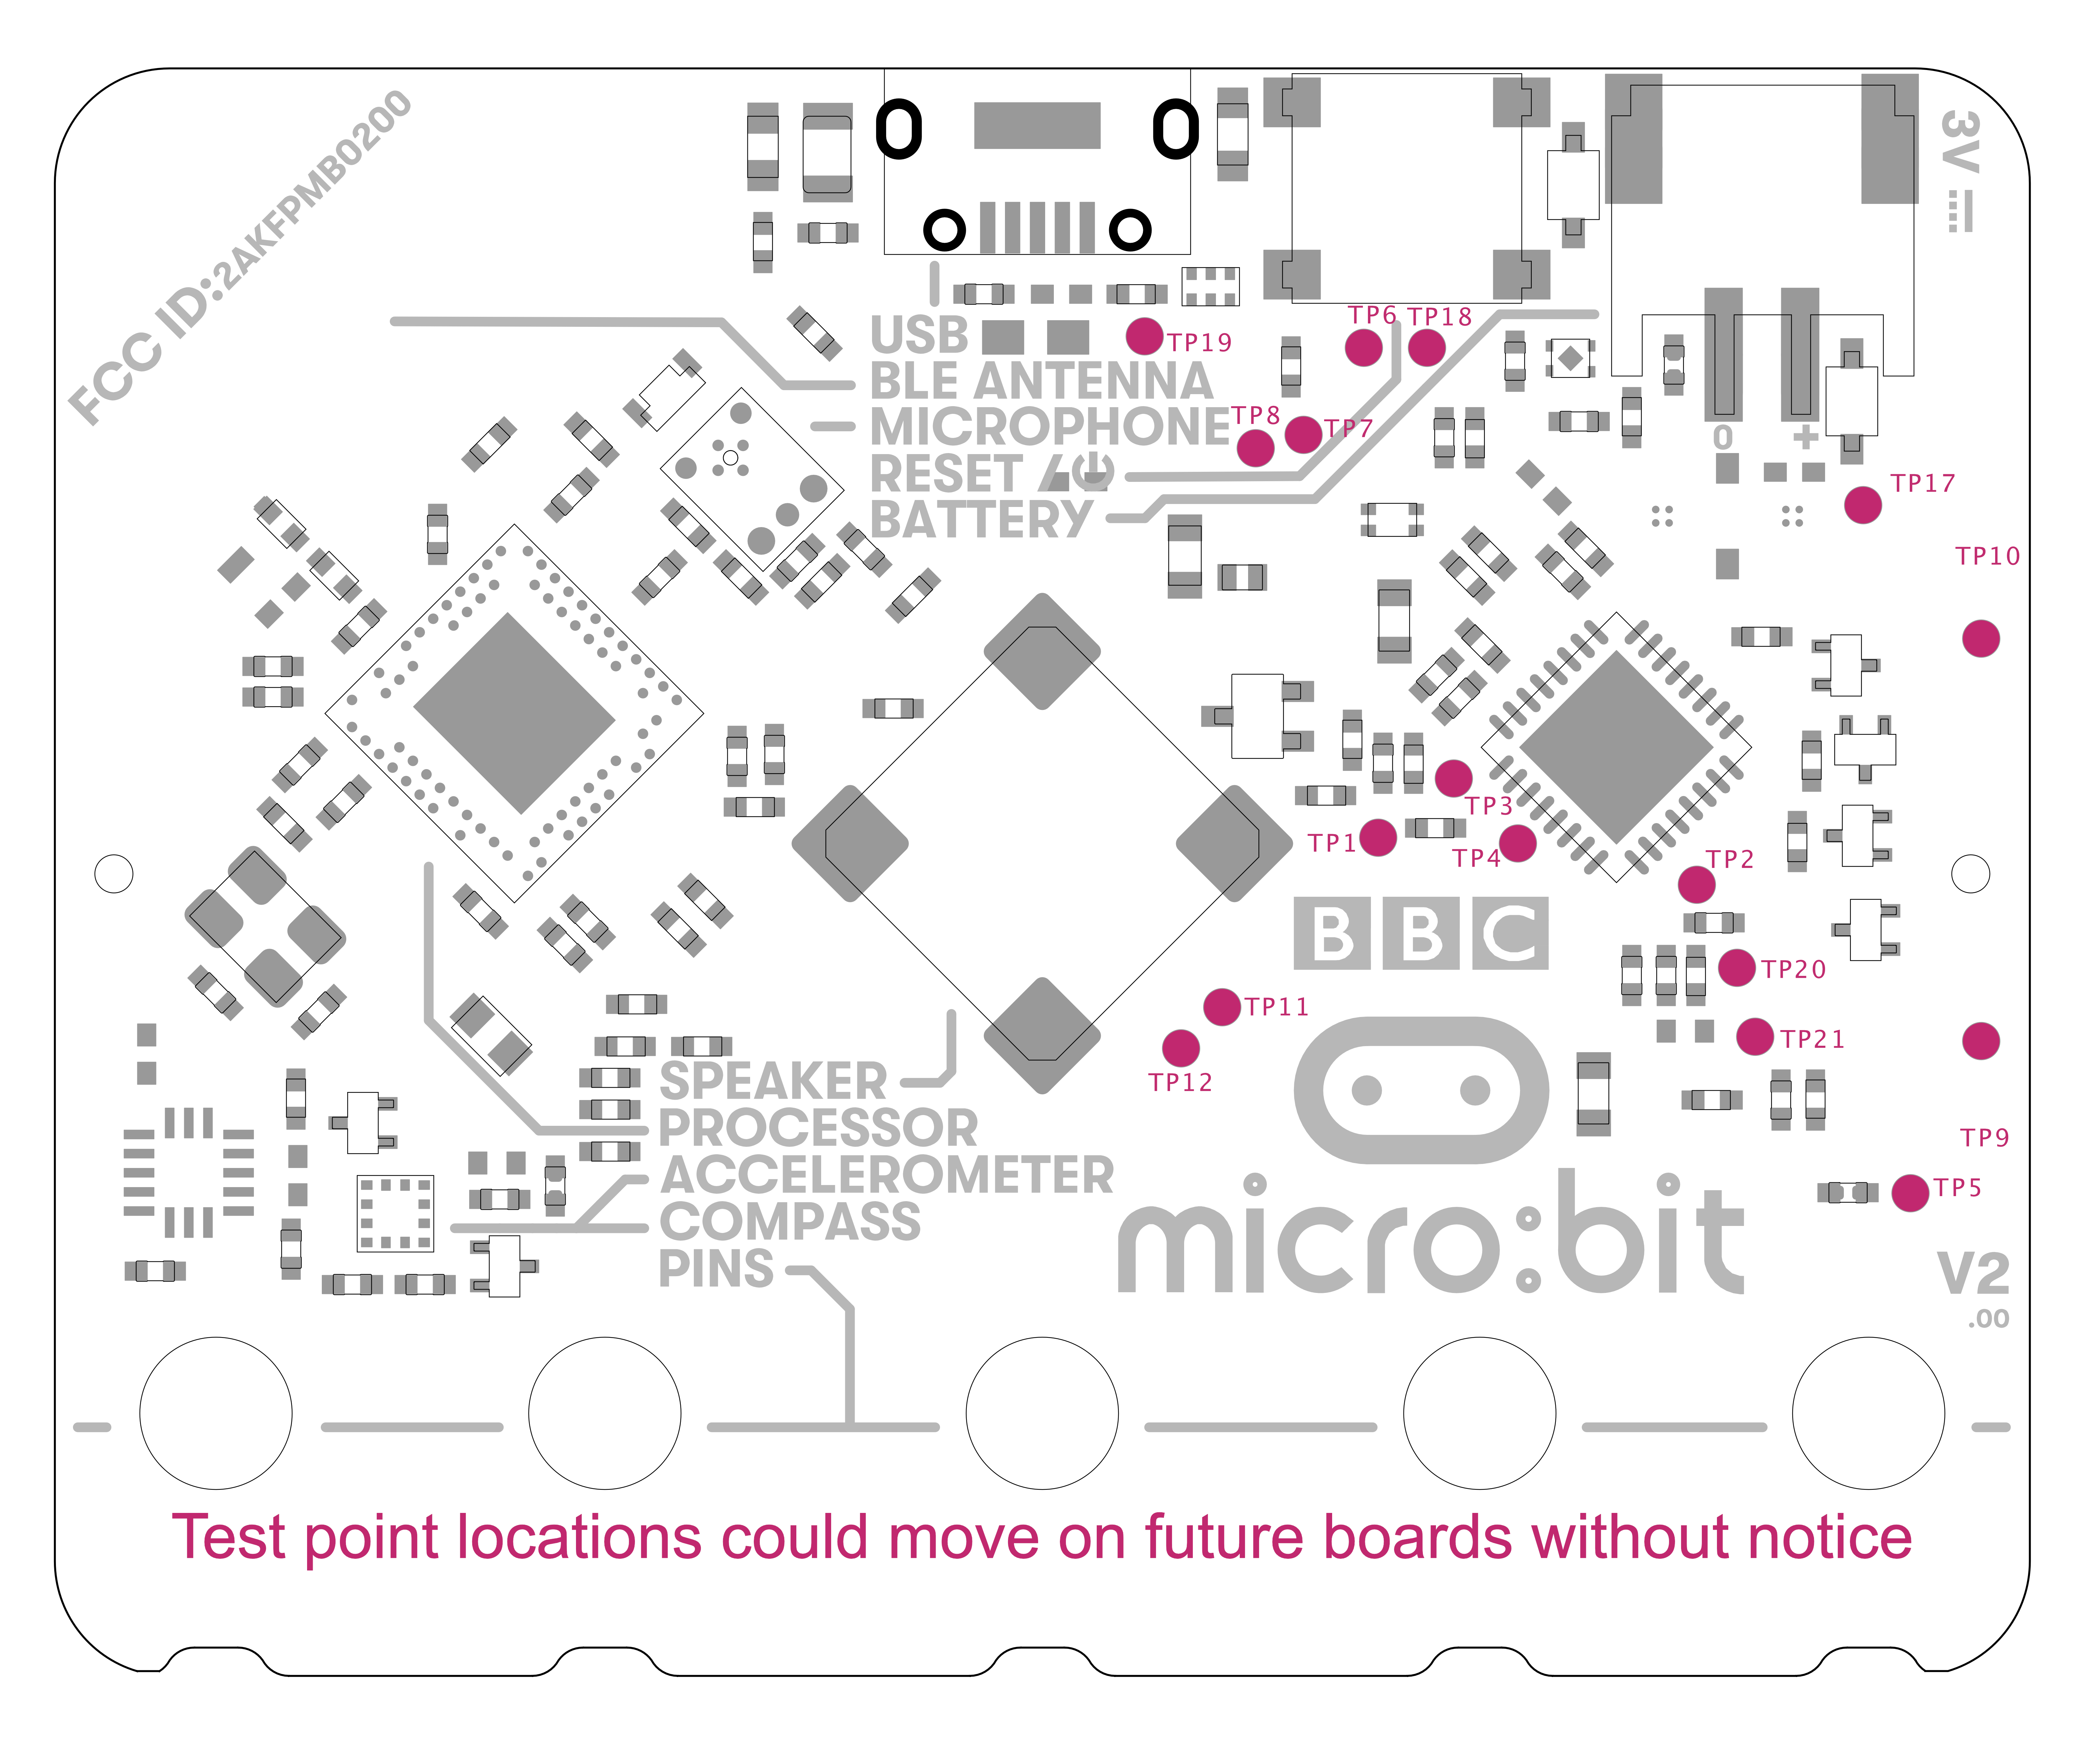 FCC ID:2AKFPMB0200
3V
USB
BLE ANTENNA
MICROPHONE
RESET /
BATTERY
TP19
TP6
TP18
TP8
TP7
0
+
TP17
TP10
TP3
TP1
TP4
TP2
BBC
TP20
TP11
TP21
TP12
SPEAKER
PROCESSOR
ACCELEROMETER
COMPASS
PINS
TP9
TP5
micro:bit
V2
.00
Test point locations could move on future boards without notice